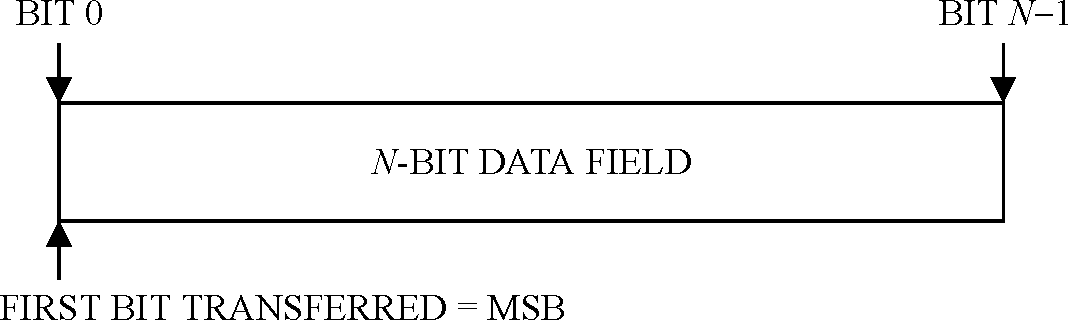 BIT 0
BIT N−1
N-BIT DATA FIELD
FIRST BIT TRANSFERRED = MSB